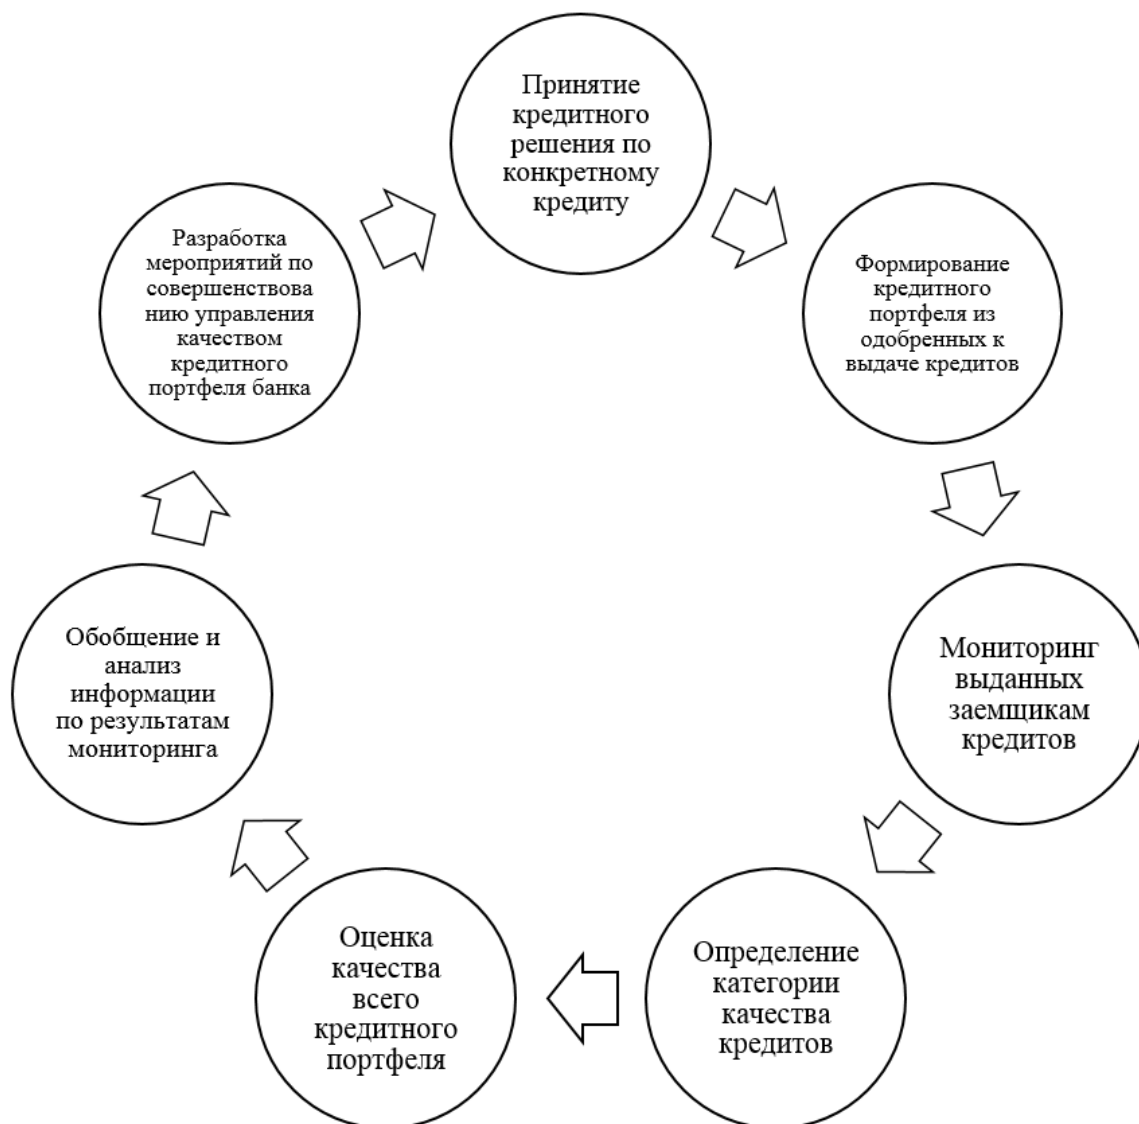 Принятие
кредитного
решения по
конкретному
кредиту
Формирование
кредитного
портфеля из
одобренных к
выдаче кредитов
Мониторинг
выданных
заемщикам
кредитов
Определение
категории
качества
кредитов
Оценка
качества
всего
кредитного
портфеля
Обобщение и
анализ
информации
по результатам
мониторинга
Разработка
мероприятий по
совершенствова
нию управления
качеством
кредитного
портфеля банка